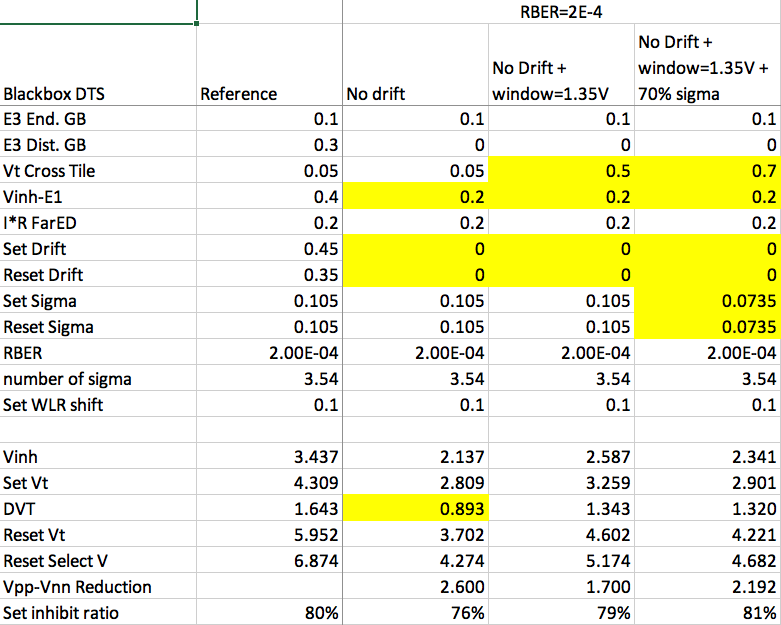 RBER=2E-4
Blackbox DTS Reference No drift No Drift + window=1.35V No Drift + window=1.35V + 70% sigma
E3 End. GB 0.1 0.1 0.1 0.1
E3 Dist. GB 0.3 0 0 0
Vt Cross Tile 0.05 0.05 0.5 0.7
Vinh-E1 0.4 0.2 0.2 0.2
I*R FarED 0.2 0.2 0.2 0.2
Set Drift 0.45 0 0 0
Reset Drift 0.35 0 0 0
Set Sigma 0.105 0.105 0.105 0.0735
Reset Sigma 0.105 0.105 0.105 0.0735
RBER 2.00E-04 2.00E-04 2.00E-04 2.00E-04
number of sigma 3.54 3.54 3.54 3.54
Set WLR shift 0.1 0.1 0.1 0.1
Vinh 3.437 2.137 2.587 2.341
Set Vt 4.309 2.809 3.259 2.901
DVT 1.643 0.893 1.343 1.320
Reset Vt 5.952 3.702 4.602 4.221
Reset Select V 6.874 4.274 5.174 4.682
Vpp-Vnn Reduction 2.600 1.700 2.192
Set inhibit ratio 80% 76% 79% 81%